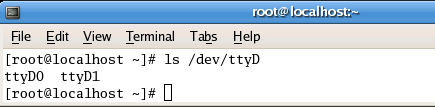 root@localhost:~
File Edit View Terminal Tabs Help
[root@localhost ~]# ls /dev/ttyD
ttyD0  ttyD1
[root@localhost ~]#